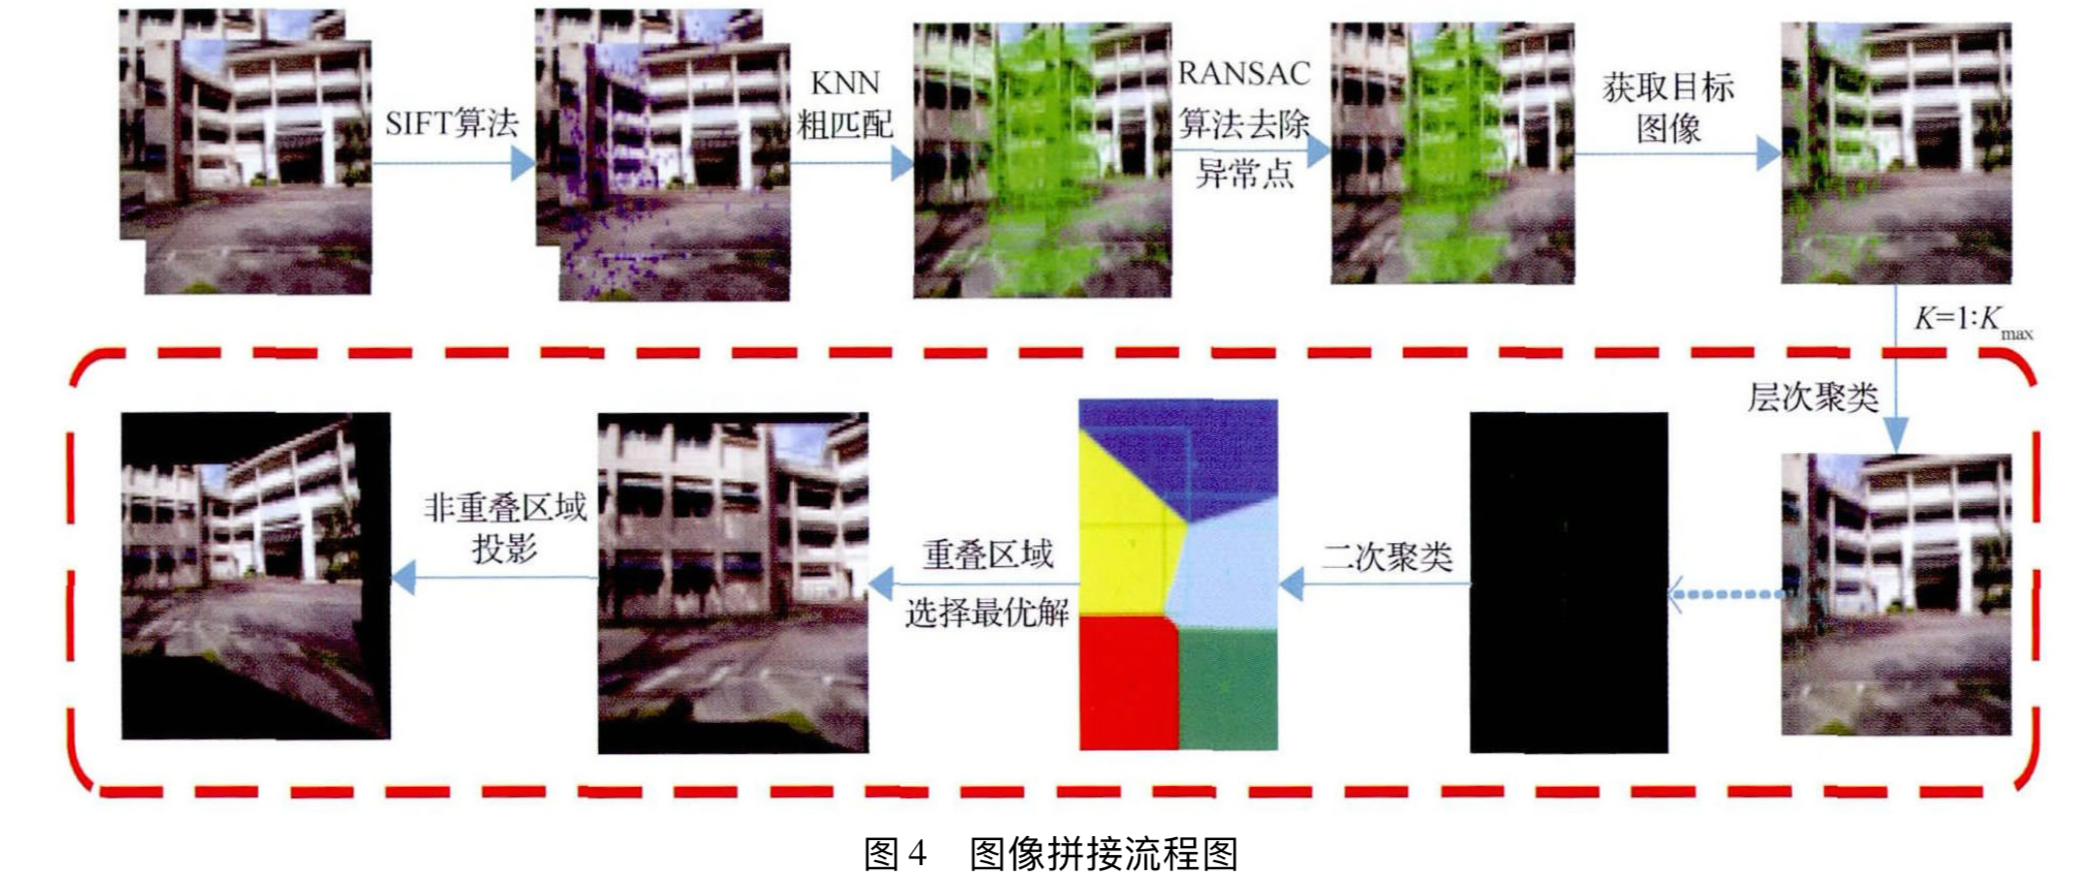 SIFT算法
KNN
粗匹配
RANSAC
算法去除
异常点
获取目标
图像
K=1:Kmax
层次聚类
二次聚类
重叠区域
选择最优解
非重叠区域
投影
图 4 图像拼接流程图